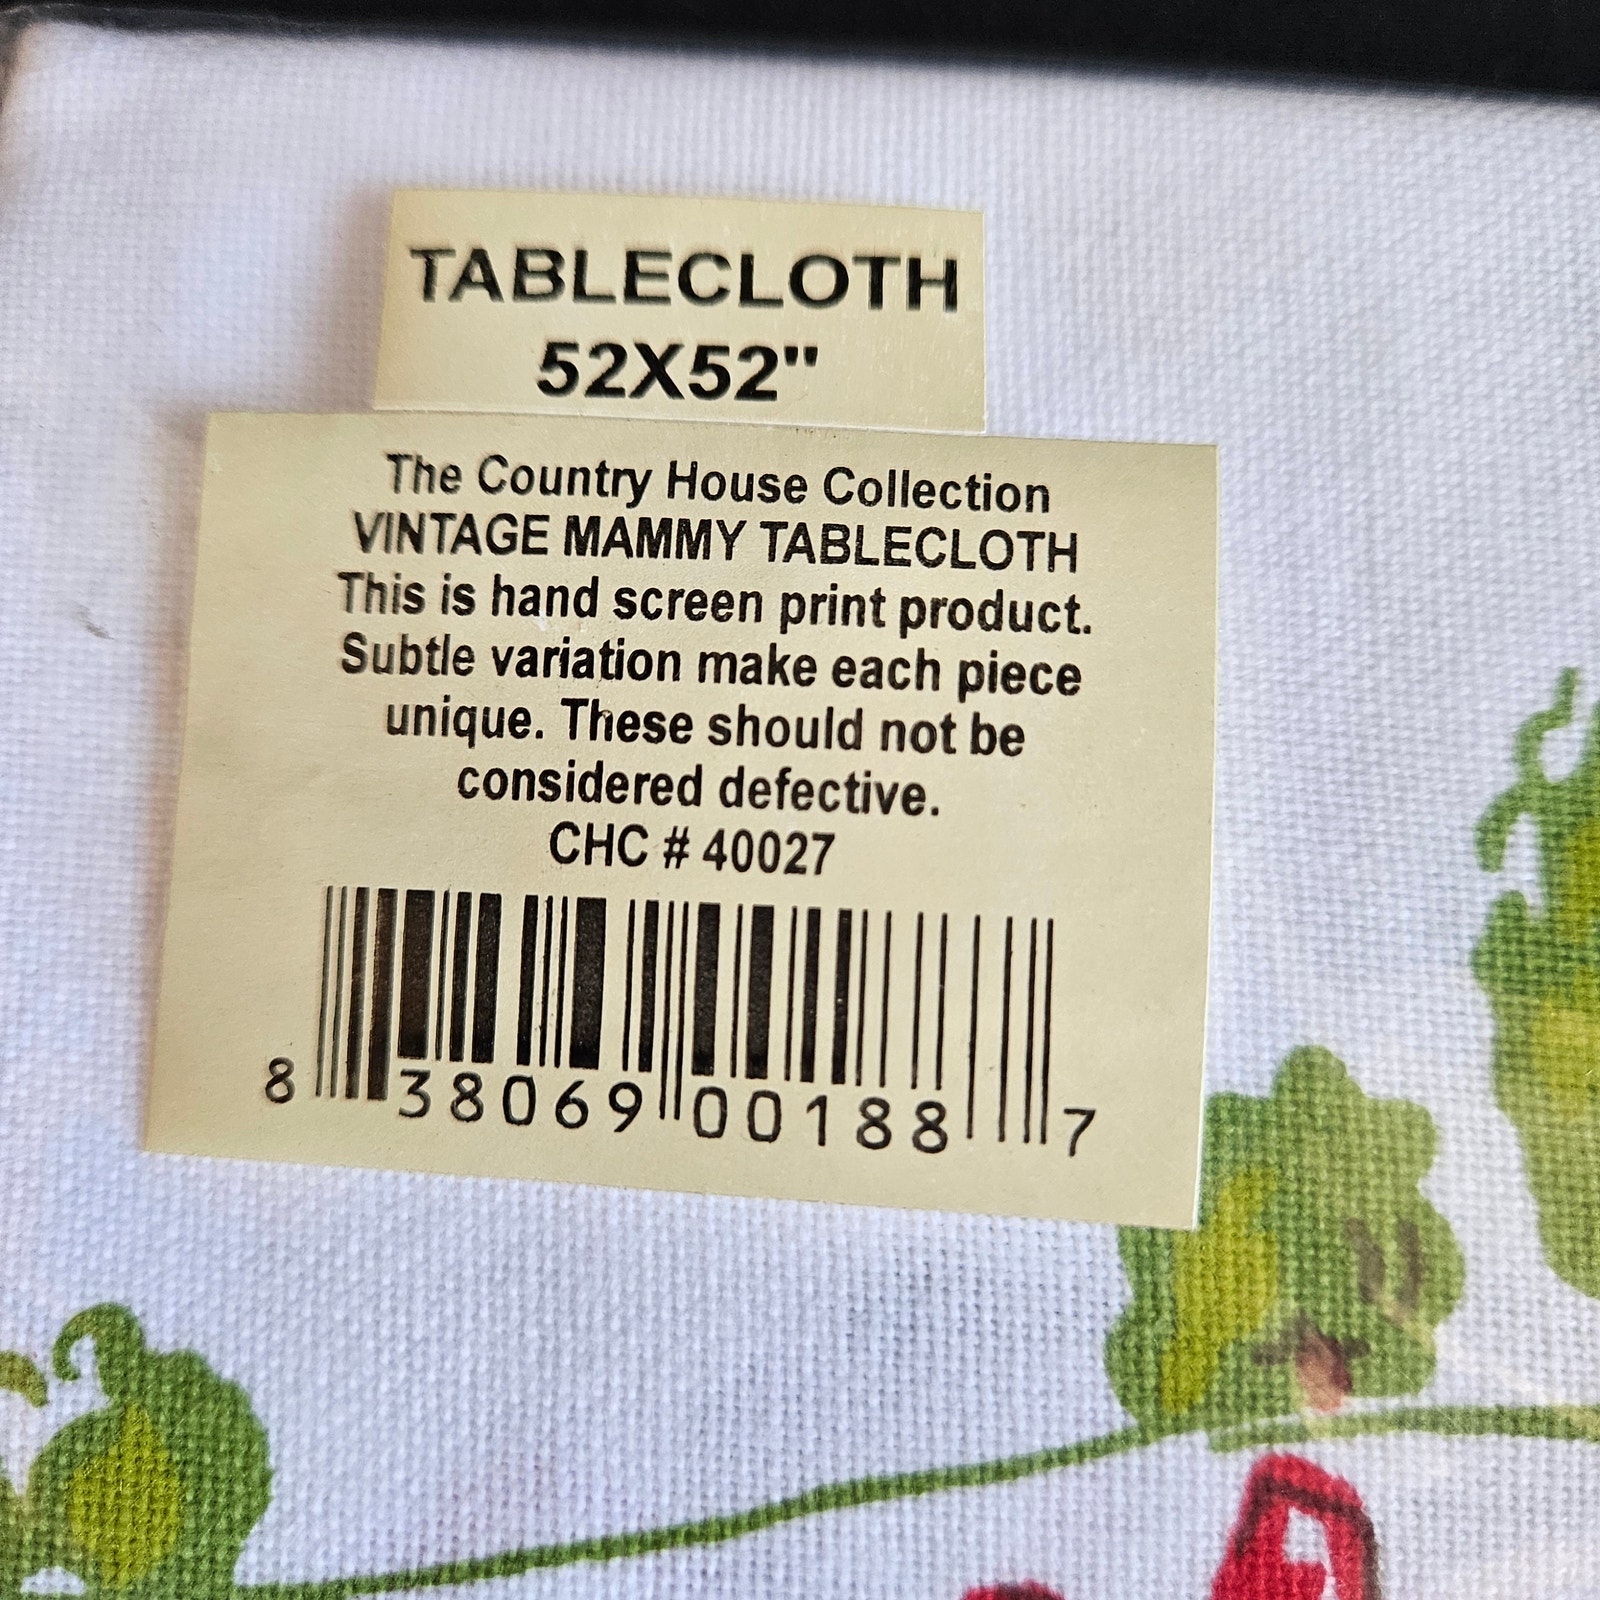 TABLECLOTH
52X52"
The Country House Collection
VINTAGE MAMMY TABLECLOTH
This is hand screen print product.
Subtle variation make each piece
unique. These should not be
considered defective.
CHC # 40027
8 38069 00188 7